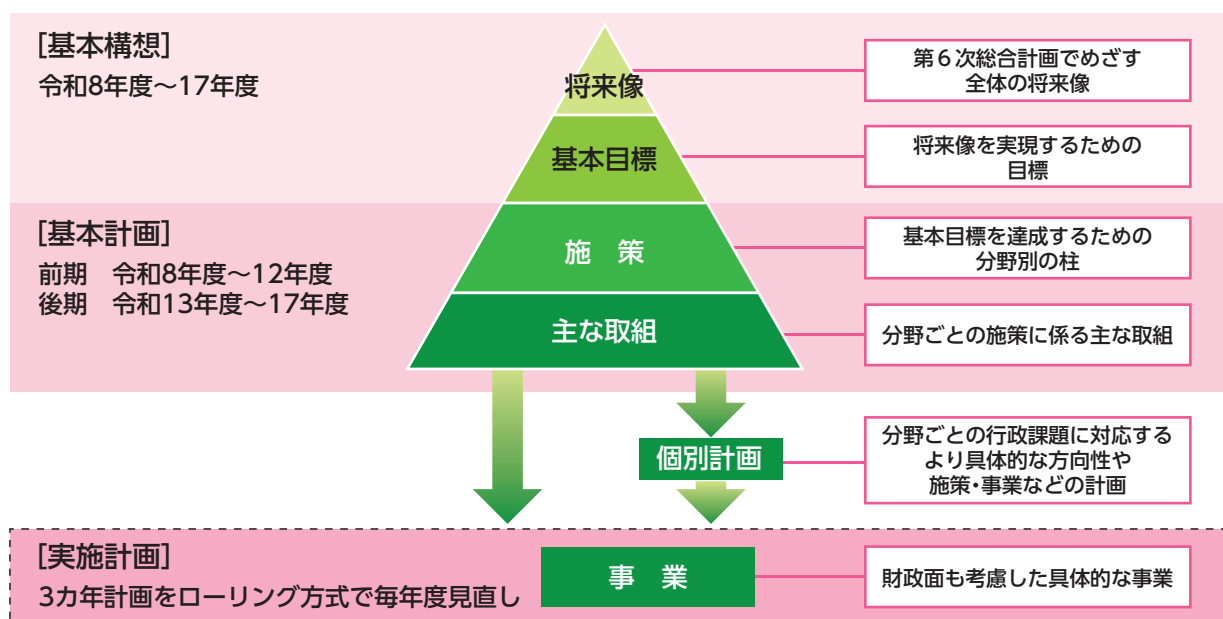 [基本構想]
令和8年度～17年度
将来像
第6次総合計画でめざす
全体の将来像
基本目標
将来像を実現するための
目標
[基本計画]
前期　令和8年度～12年度
後期　令和13年度～17年度
施　策
基本目標を達成するための
分野別の柱
主な取組
分野ごとの施策に係る主な取組
個別計画
分野ごとの行政課題に対応する
より具体的な方向性や
施策・事業などの計画
[実施計画]
3カ年計画をローリング方式で毎年度見直し
事　業
財政面も考慮した具体的な事業